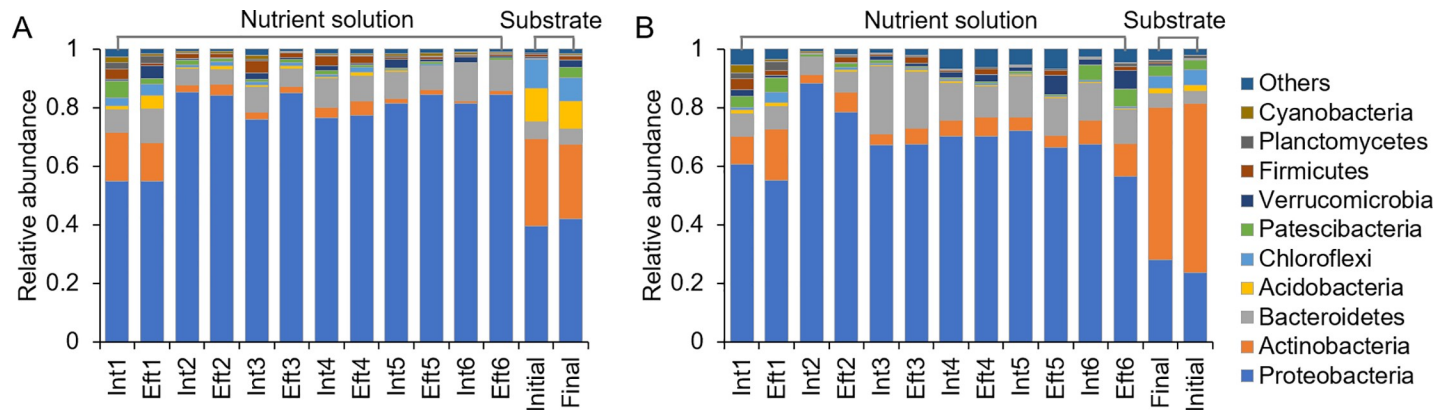 A
Nutrient solution
Substrate
Relative abundance
1
0.8
0.6
0.4
0.2
0
Int1
Eft1
Int2
Eft2
Int3
Eft3
Int4
Eft4
Int5
Eft5
Int6
Eft6
Initial
Final
B
Nutrient solution
Substrate
Relative abundance
1
0.8
0.6
0.4
0.2
0
Int1
Eft1
Int2
Eft2
Int3
Eft3
Int4
Eft4
Int5
Eft5
Int6
Eft6
Final
Initial
Others
Cyanobacteria
Planctomycetes
Firmicutes
Verrucomicrobia
Patescibacteria
Chloroflexi
Acidobacteria
Bacteroidetes
Actinobacteria
Proteobacteria